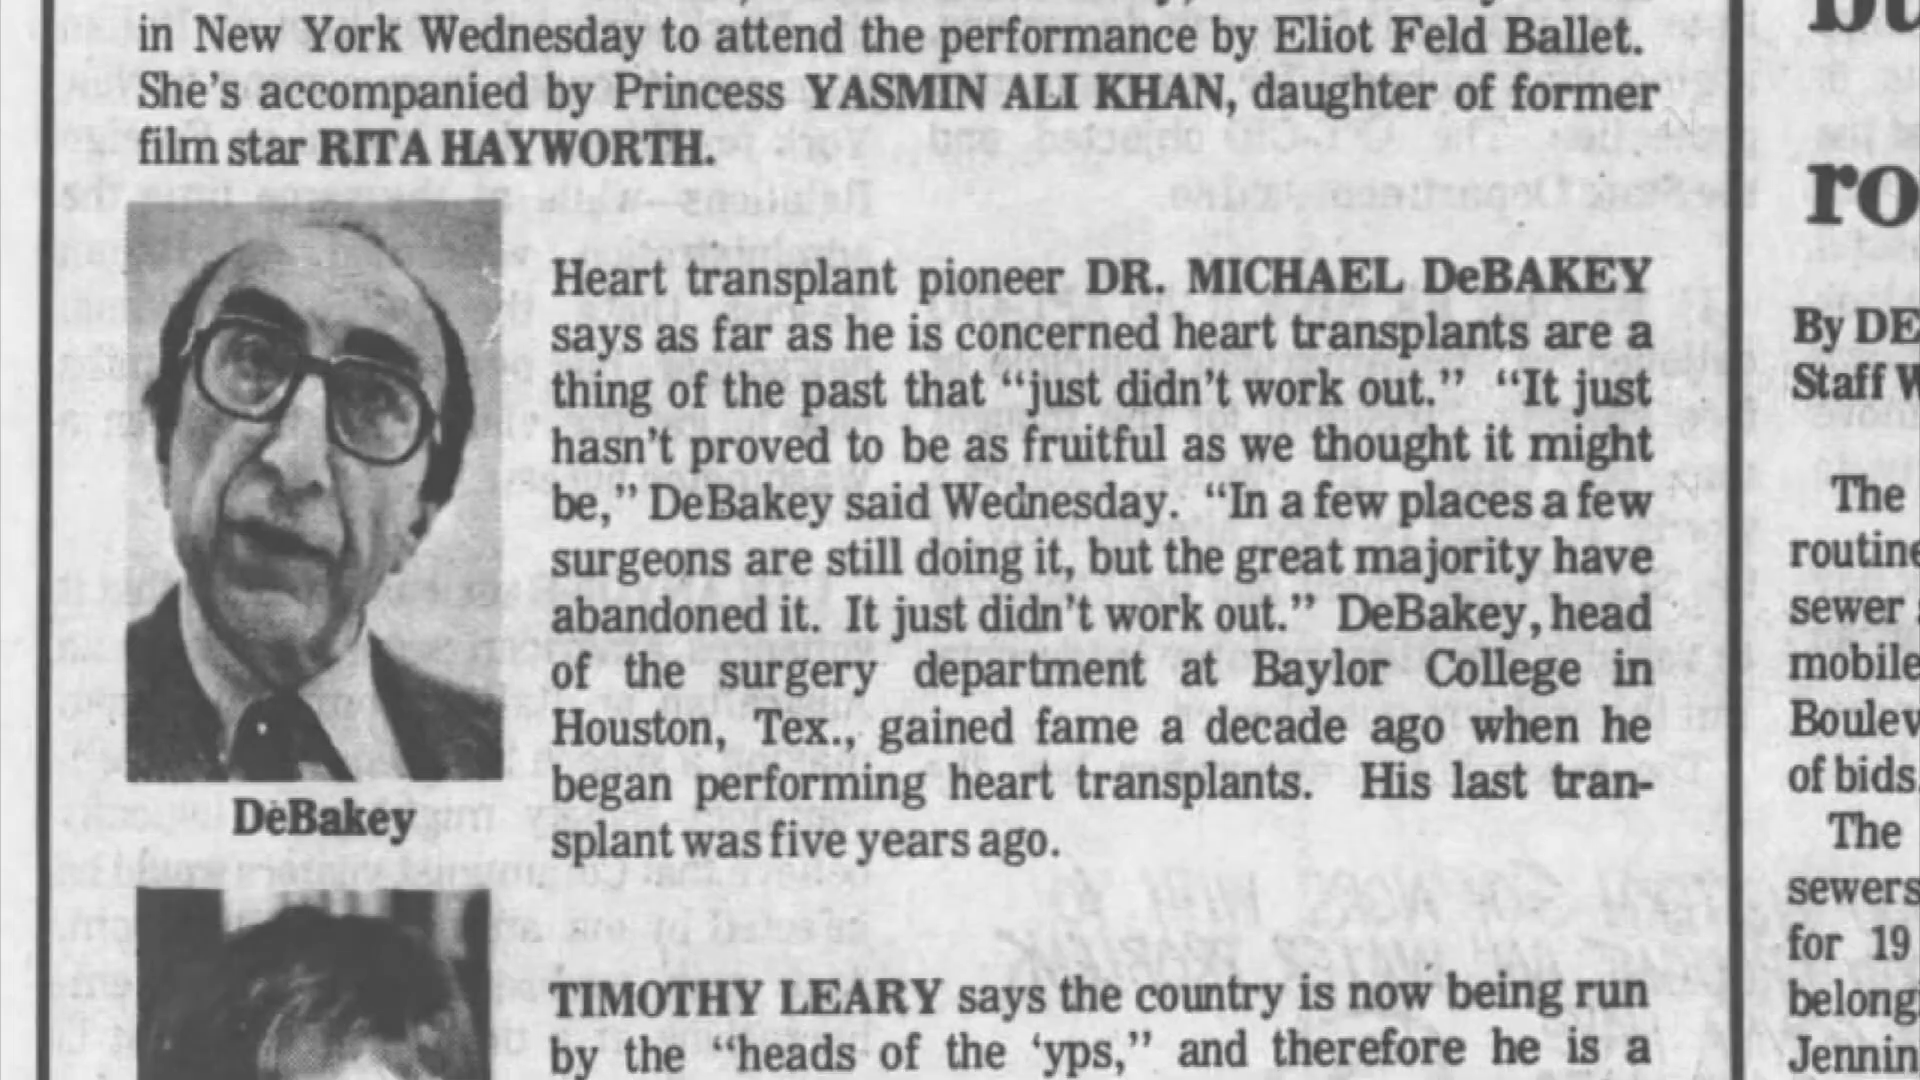 in New York Wednesday to attend the performance by Eliot Feld Ballet.
She's accompanied by Princess YASMIN ALI KHAN, daughter of former
film star RITA HAYWORTH.
Heart transplant pioneer DR. MICHAEL DeBAKEY
says as far as he is concerned heart transplants are a
thing of the past that “just didn't work out.” “It just
hasn't proved to be as fruitful as we thought it might
be,” DeBakey said Wednesday. “In a few places a few
surgeons are still doing it, but the great majority have
abandoned it. It just didn't work out.” DeBakey, head
of the surgery department at Baylor College in
Houston, Tex., gained fame a decade ago when he
began performing heart transplants. His last tran-
splant was five years ago.
DeBakey
TIMOTHY LEARY says the country is now being run
by the “heads of the ‘yps,” and therefore he is a
ro
By DE
Staff W
The
routine
sewer
mobile
Boulev
of bids
The
sewers
for 19
belong
Jennin